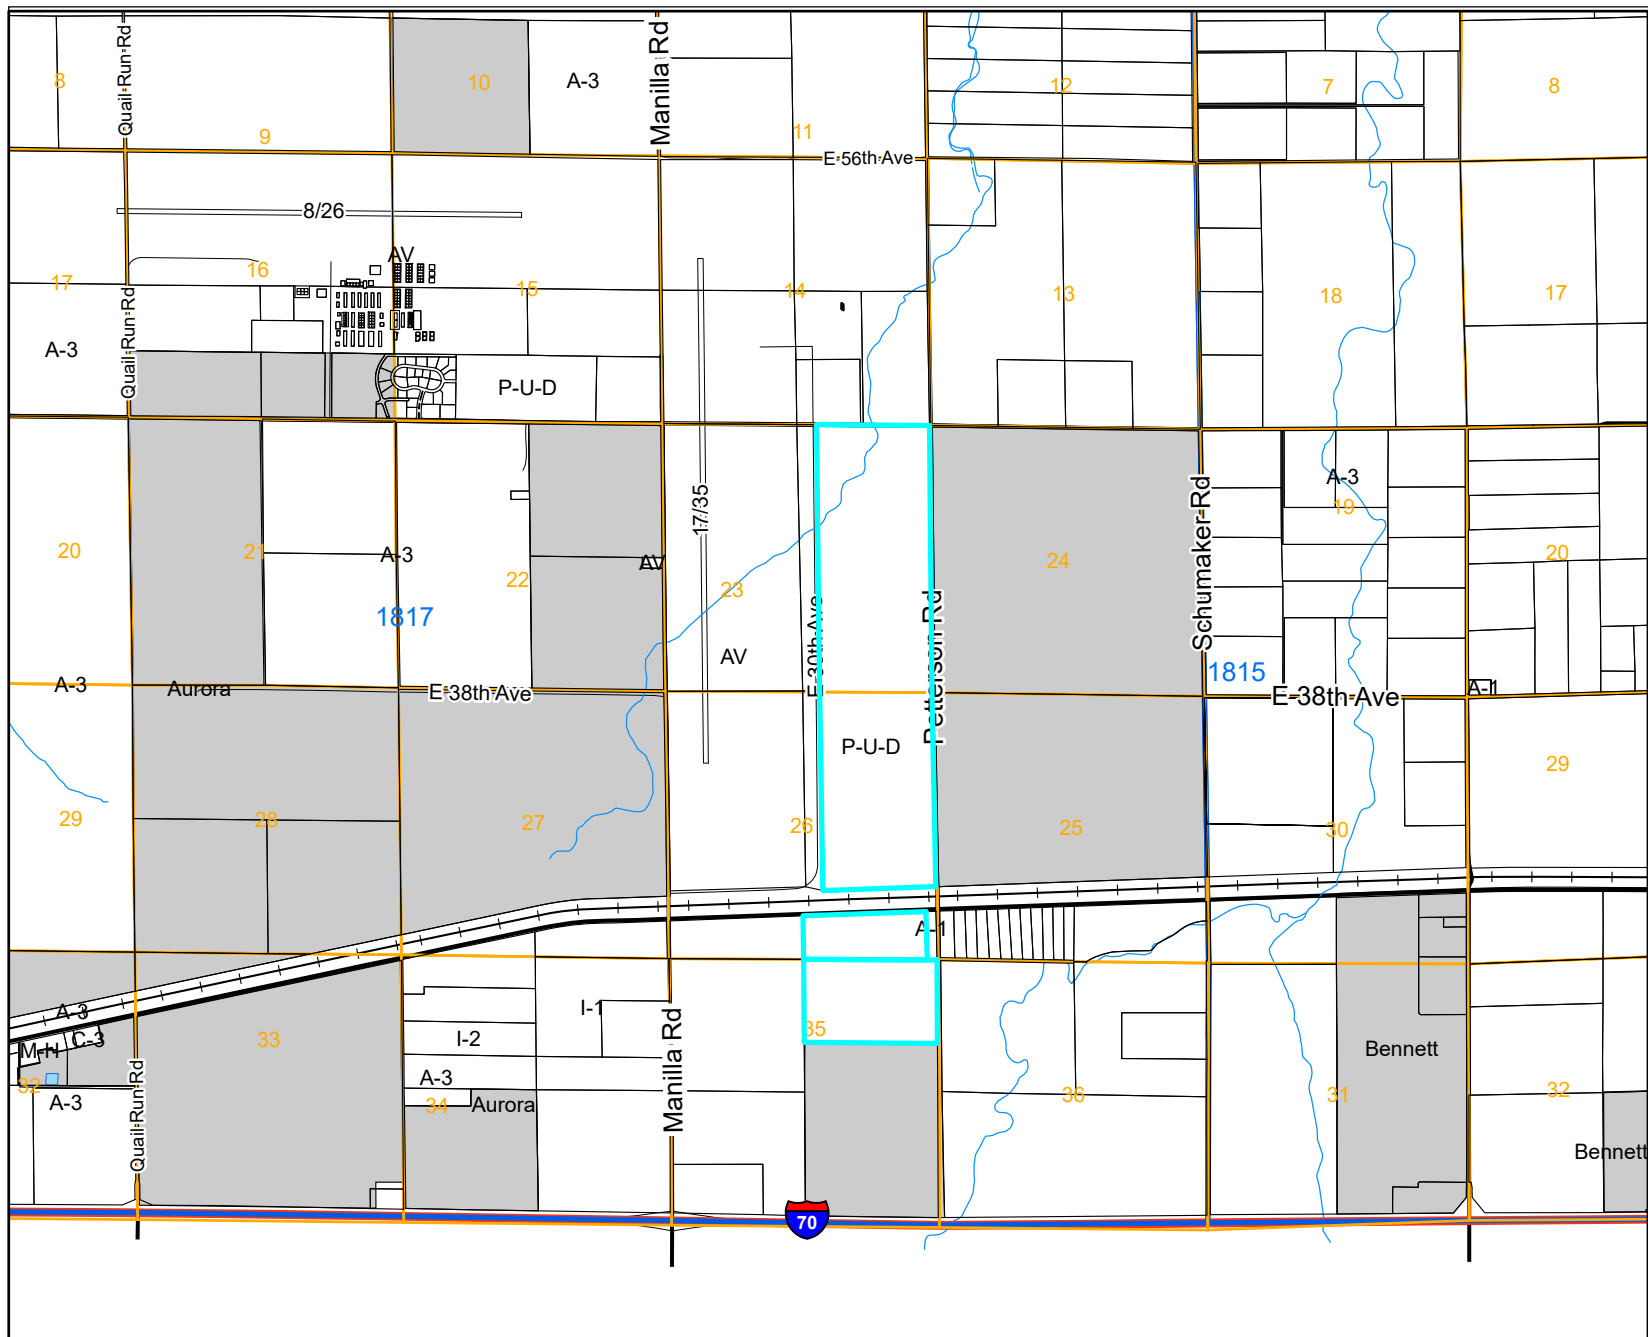 Quail Run Rd
Manilla Rd
8
10
A-3
12
7
8
9
11
E 56th Ave
8/26
AV
17
16
15
14
13
18
17
Quail Run Rd
A-3
P-U-D
A-3
19
17/35
Schumaker Rd
20
21
A-3
22
AV
23
24
20
1817
E 30th Ave
Petterson Rd
AV
1815
A-3
Aurora
E 38th Ave
E 38th Ave
A-1
P-U-D
29
28
27
26
25
30
29
A-1
A-3
C-3
M-H
32
33
I-1
I-2
A-3
34
Aurora
Manilla Rd
35
Bennett
36
31
32
A-3
Quail Run Rd
Bennett
70